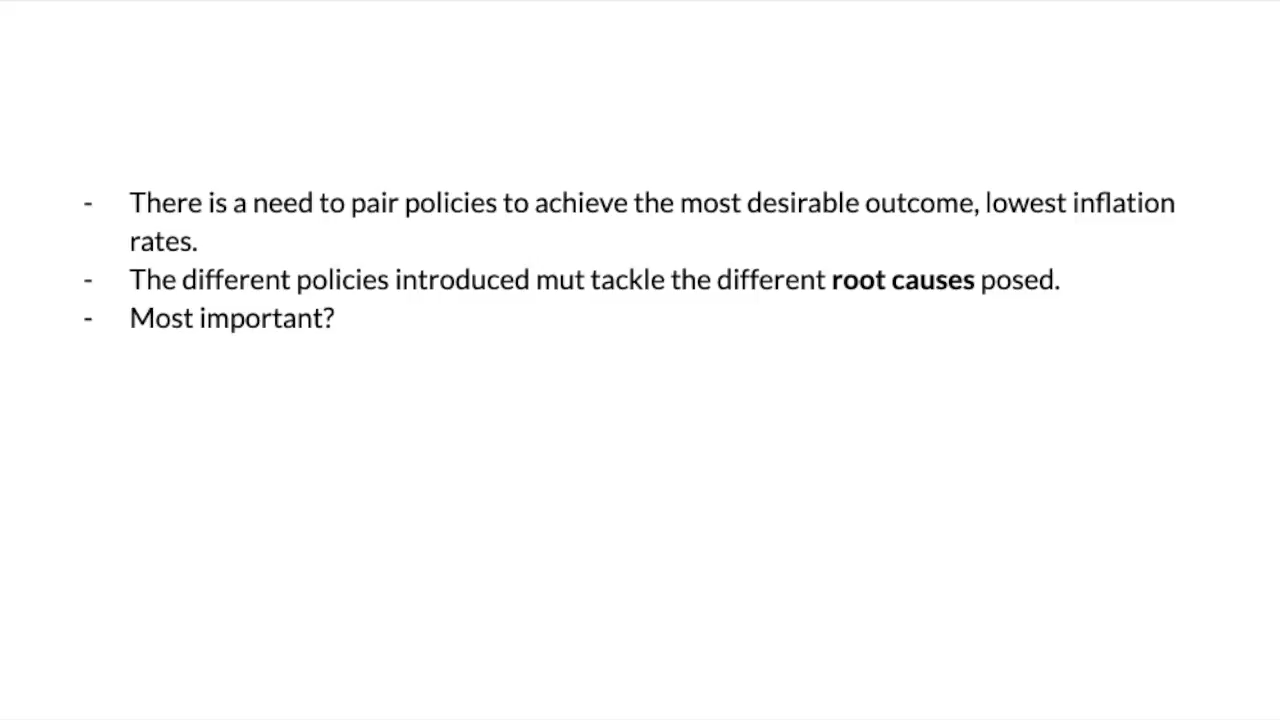 - There is a need to pair policies to achieve the most desirable outcome, lowest inflation
rates.
- The different policies introduced mut tackle the different root causes posed.
- Most important?